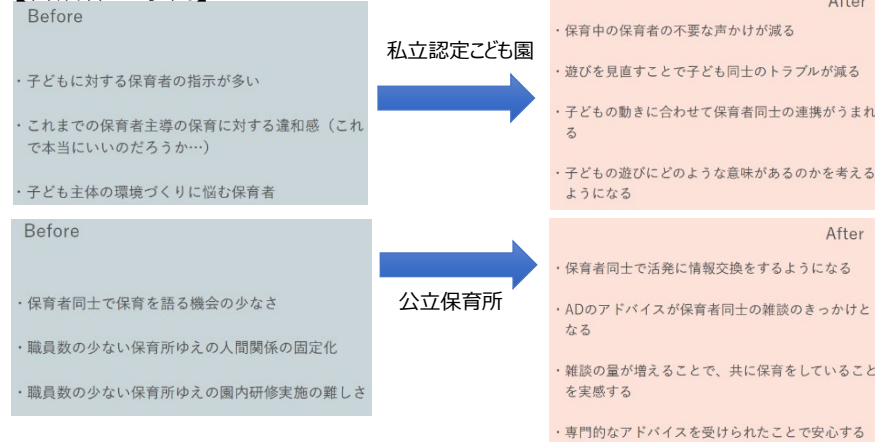 Before
・子どもに対する保育者の指示が多い
・これまでの保育者主導の保育に対する違和感（これ
で本当にいいのだろうか…）
・子ども主体の環境づくりに悩む保育者
私立認定こども園
After
・保育中の保育者の不要な声かけが減る
・遊びを見直すことで子ども同士のトラブルが減る
・子どもの動きに合わせて保育者同士の連携がうまれ
る
・子どもの遊びにどのような意味があるのかを考える
ようになる
Before
・保育者同士で保育を語る機会の少なさ
・職員数の少ない保育所ゆえの人間関係の固定化
・職員数の少ない保育所ゆえの園内研修実施の難しさ
公立保育所
After
・保育者同士で活発に情報交換をするようになる
・ADのアドバイスが保育者同士の雑談のきっかけと
なる
・雑談の量が増えることで、共に保育をしていること
を実感する
・専門的なアドバイスを受けられたことで安心する